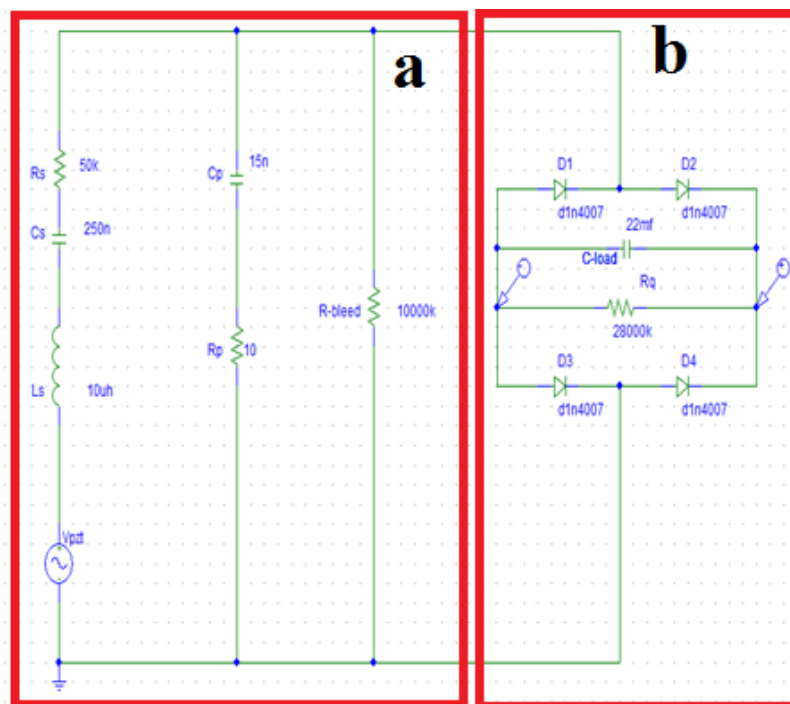 a
b
Rs
50k
Cs
250n
Ls
10uh
Vpzt
Cp
15n
Rp
10
R-bleed
10000k
D1
d1n4007
D2
d1n4007
22mf
C-load
Rq
28000k
D3
d1n4007
D4
d1n4007